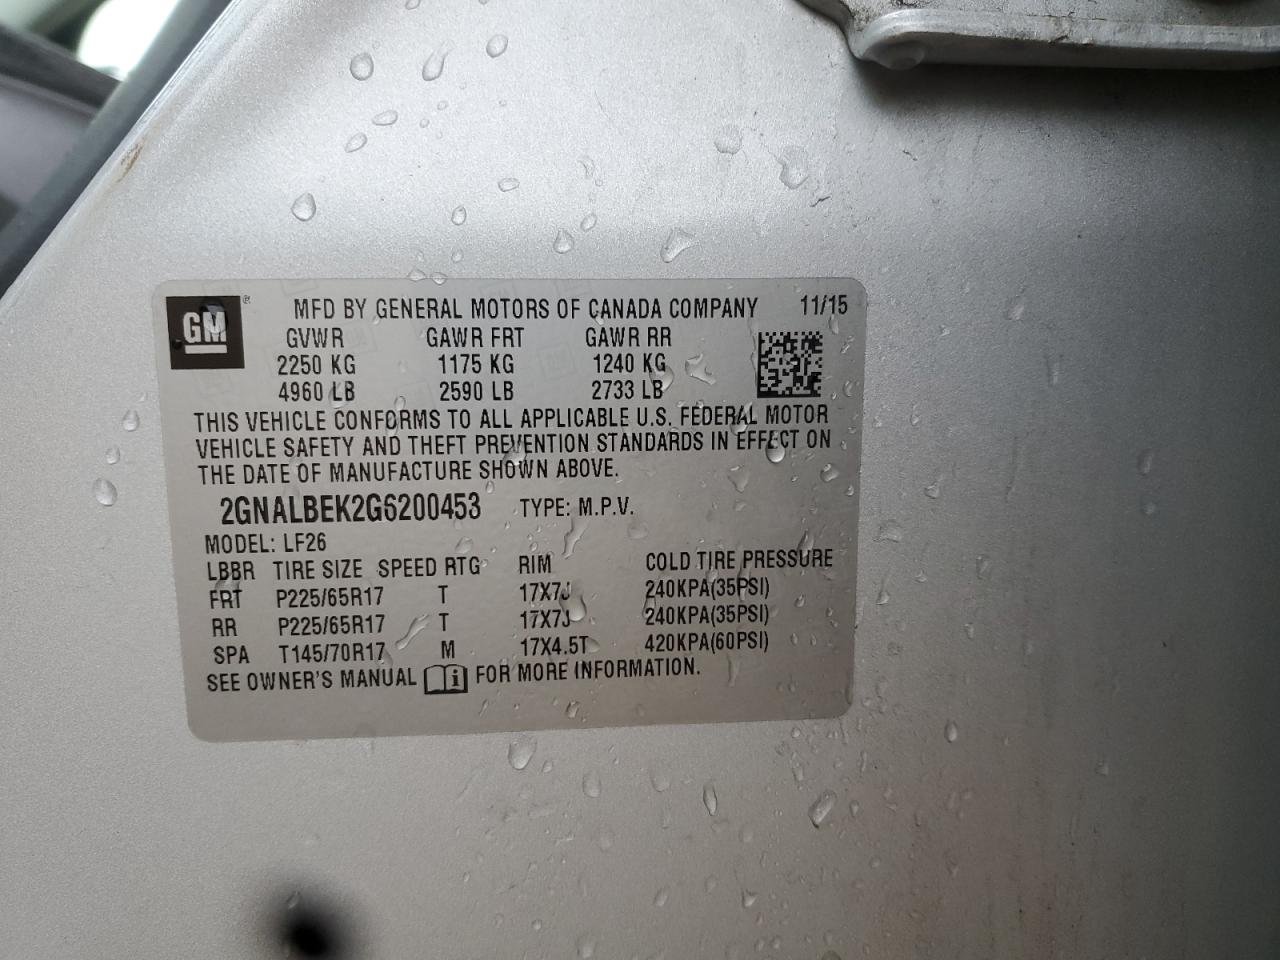 GM ® MFD BY GENERAL MOTORS OF CANADA COMPANY 11/15
GVWR GAWR FRT GAWR RR
2250 KG 1175 KG 1240 KG
4960 LB 2590 LB 2733 LB
THIS VEHICLE CONFORMS TO ALL APPLICABLE U.S. FEDERAL MOTOR
VEHICLE SAFETY AND THEFT PREVENTION STANDARDS IN EFFECT ON
THE DATE OF MANUFACTURE SHOWN ABOVE.
2GNALBEK2G6200453 TYPE: M.P.V.
MODEL: LF26
LBBR TIRE SIZE SPEED RTG RIM COLD TIRE PRESSURE
FRT P225/65R17 T 17X7J 240KPA(35PSI)
RR P225/65R17 T 17X7J 240KPA(35PSI)
SPA T145/70R17 M 17X4.5T 420KPA(60PSI)
SEE OWNER'S MANUAL i FOR MORE INFORMATION.